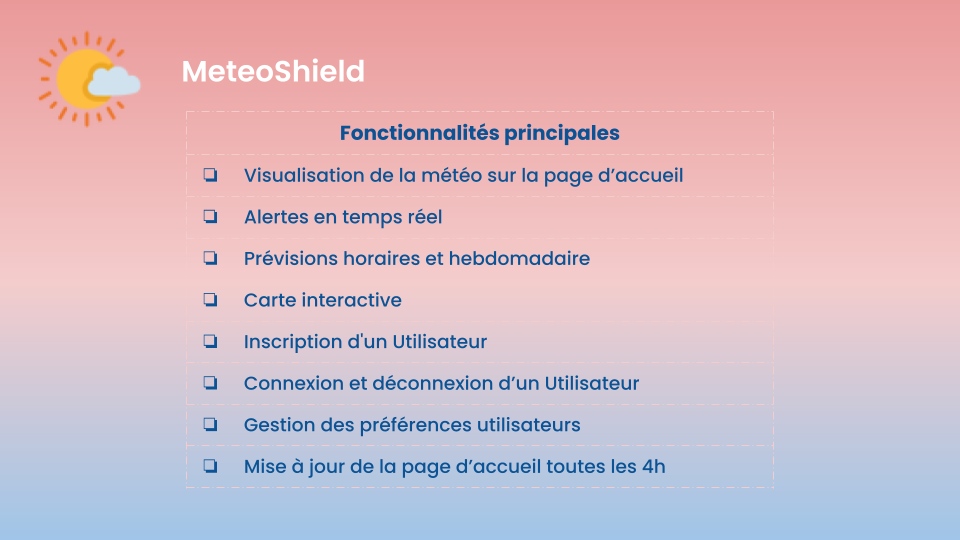 MeteoShield
Fonctionnalités principales
❏ Visualisation de la météo sur la page d’accueil
❏ Alertes en temps réel
❏ Prévisions horaires et hebdomadaire
❏ Carte interactive
❏ Inscription d'un Utilisateur
❏ Connexion et déconnexion d’un Utilisateur
❏ Gestion des préférences utilisateurs
❏ Mise à jour de la page d’accueil toutes les 4h